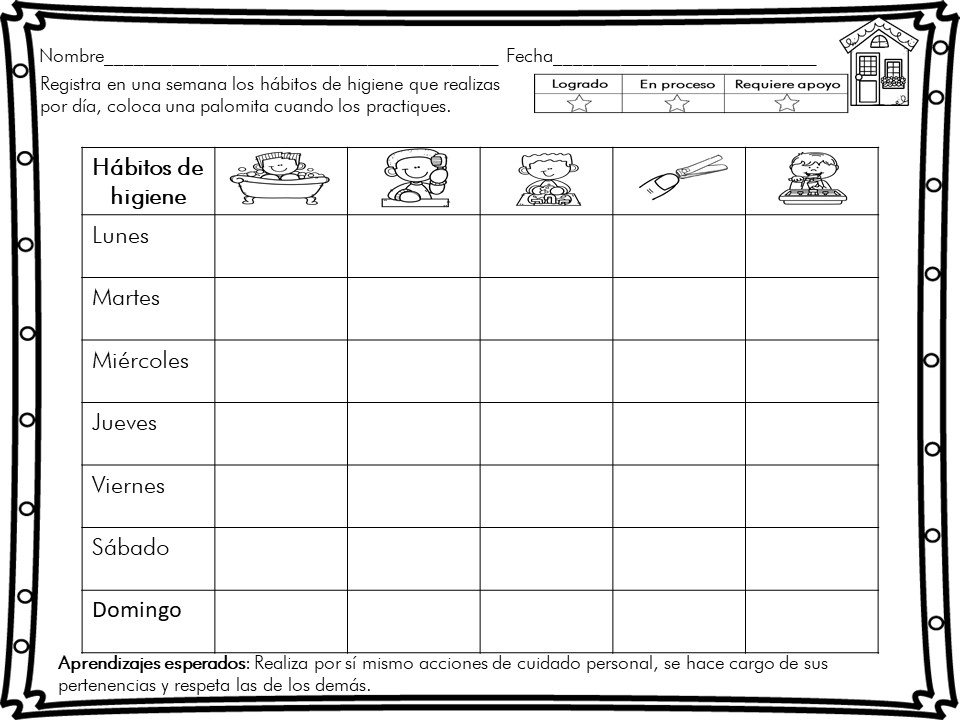 Nombre________________________________________ Fecha___________________________
Registra en una semana los hábitos de higiene que realizas
por día, coloca una palomita cuando los practiques.
Logrado En proceso Requiere apoyo
Hábitos de
higiene
Lunes
Martes
Miércoles
Jueves
Viernes
Sábado
Domingo
Aprendizajes esperados: Realiza por sí mismo acciones de cuidado personal, se hace cargo de sus
pertenencias y respeta las de los demás.